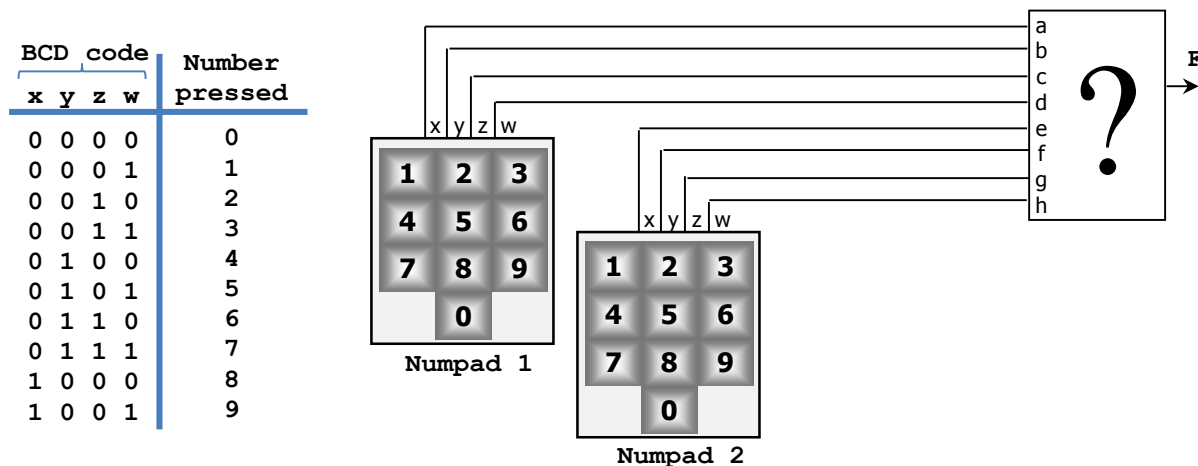 BCD code
Number pressed
x y z w
0 0 0 0 0
0 0 0 1 1
0 0 1 0 2
0 0 1 1 3
0 1 0 0 4
0 1 0 1 5
0 1 1 0 6
0 1 1 1 7
1 0 0 0 8
1 0 0 1 9
x y z w
1 2 3
4 5 6
7 8 9
0
Numpad 1
x y z w
1 2 3
4 5 6
7 8 9
0
Numpad 2
a
b
c
d
e
f
g
h
?